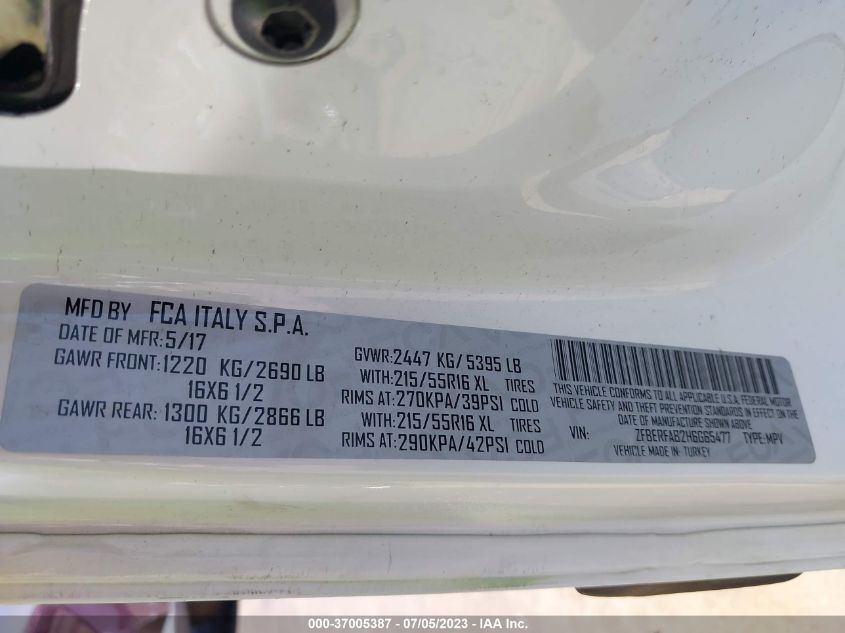 MFD BY FCA ITALY S.P.A.
DATE OF MFR:5/17
GAWR FRONT:1220 KG/2690 LB
16X6 1/2
GAWR REAR:1300 KG/2866 LB
16X6 1/2
GVWR:2447 KG/5395 LB
WITH:215/55R16 XL TIRES
RIMS AT:270KPA/39PSI COLD
WITH:215/55R16 XL TIRES
RIMS AT:290KPA/42PSI COLD
THIS VEHICLE CONFORMS TO ALL APPLICABLE U.S.A. FEDERAL MOTOR
VEHICLE SAFETY AND THEFT PREVENTION STANDARDS IN EFFECT ON THE
DATE OF MANUFACTURE SHOWN ABOVE.
VIN: ZFBERFAB2H6G65477 TYPE:MPV
VEHICLE MADE IN: TURKEY
000-37005387 - 07/05/2023 - IAA Inc.